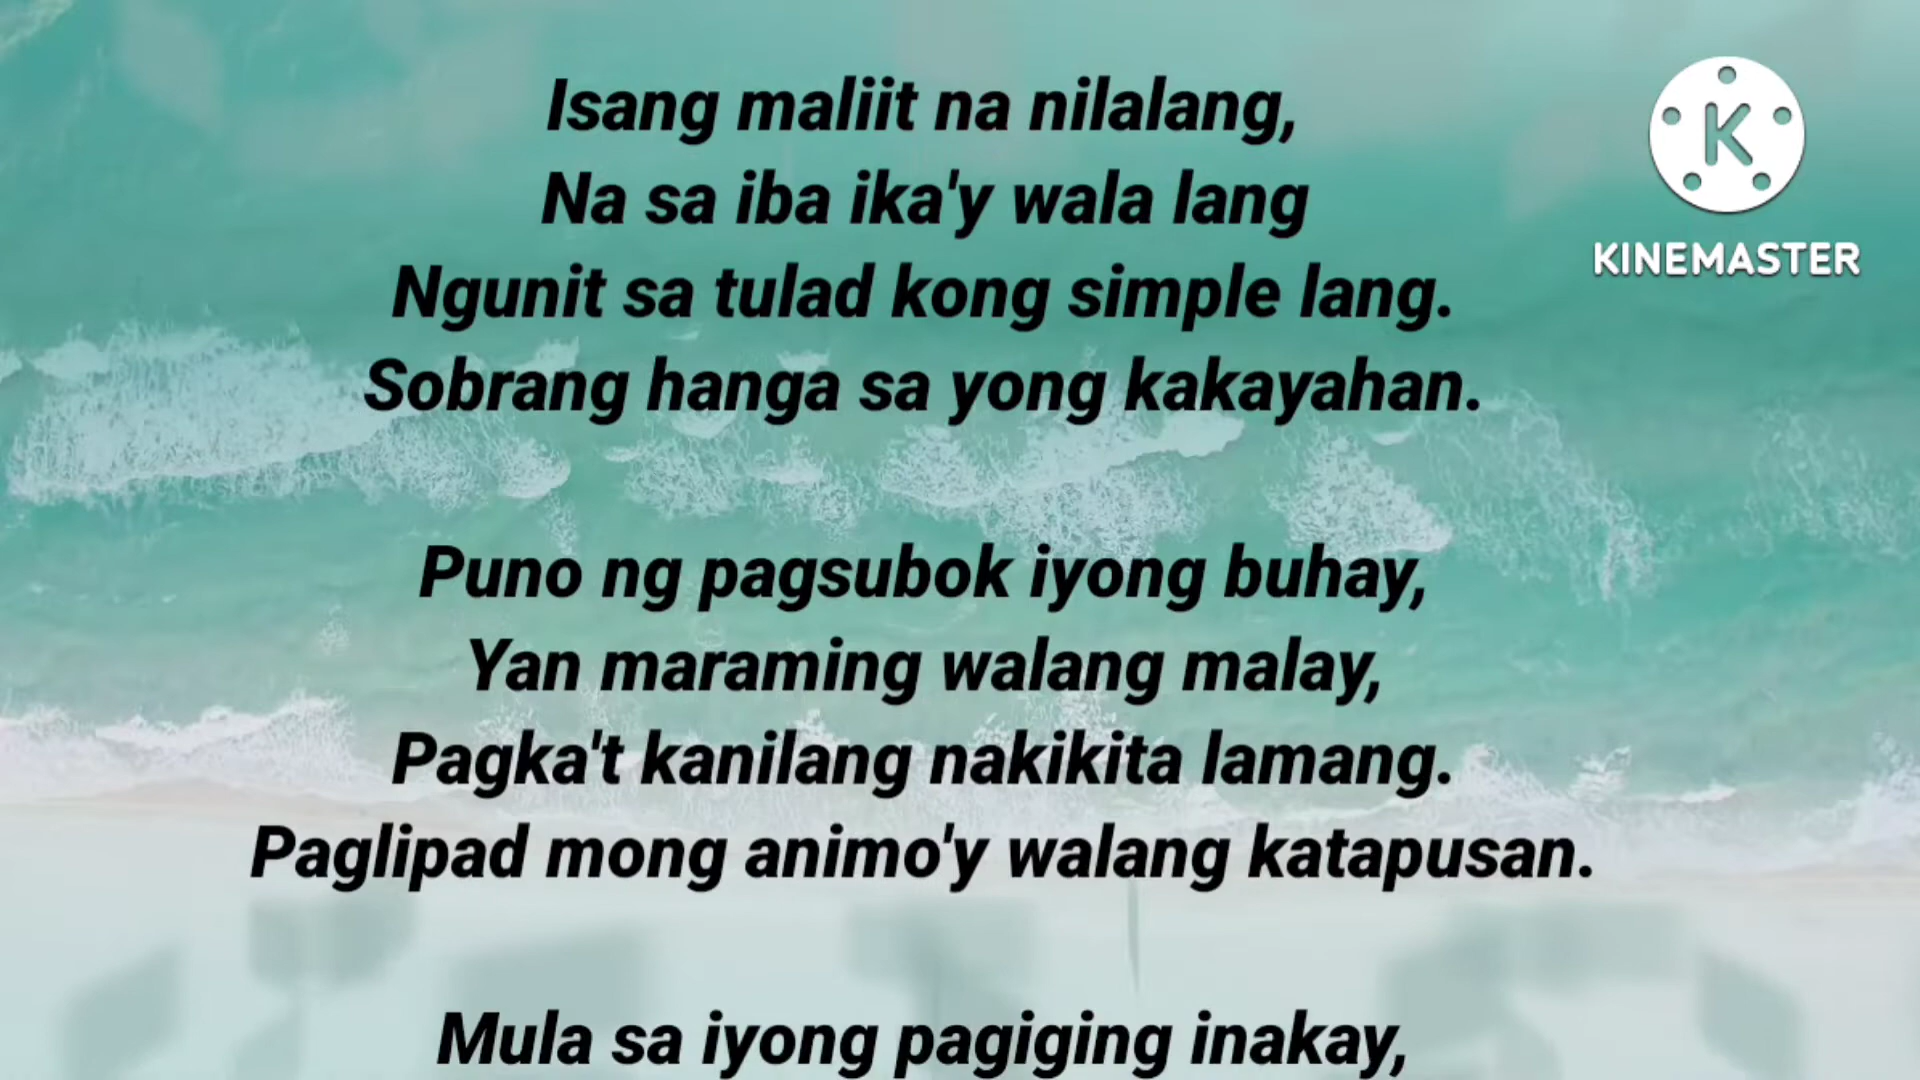 Isang maliit na nilalang,
Na sa iba ika'y wala lang
Ngunit sa tulad kong simple lang.
Sobrang hanga sa yong kakayahan.
Puno ng pagsubok iyong buhay,
Yan maraming walang malay,
Pagka't kanilang nakikita lamang.
Paglipad mong animo'y walang katapusan.
Mula sa iyong pagiging inakay,
K
KINEMASTER